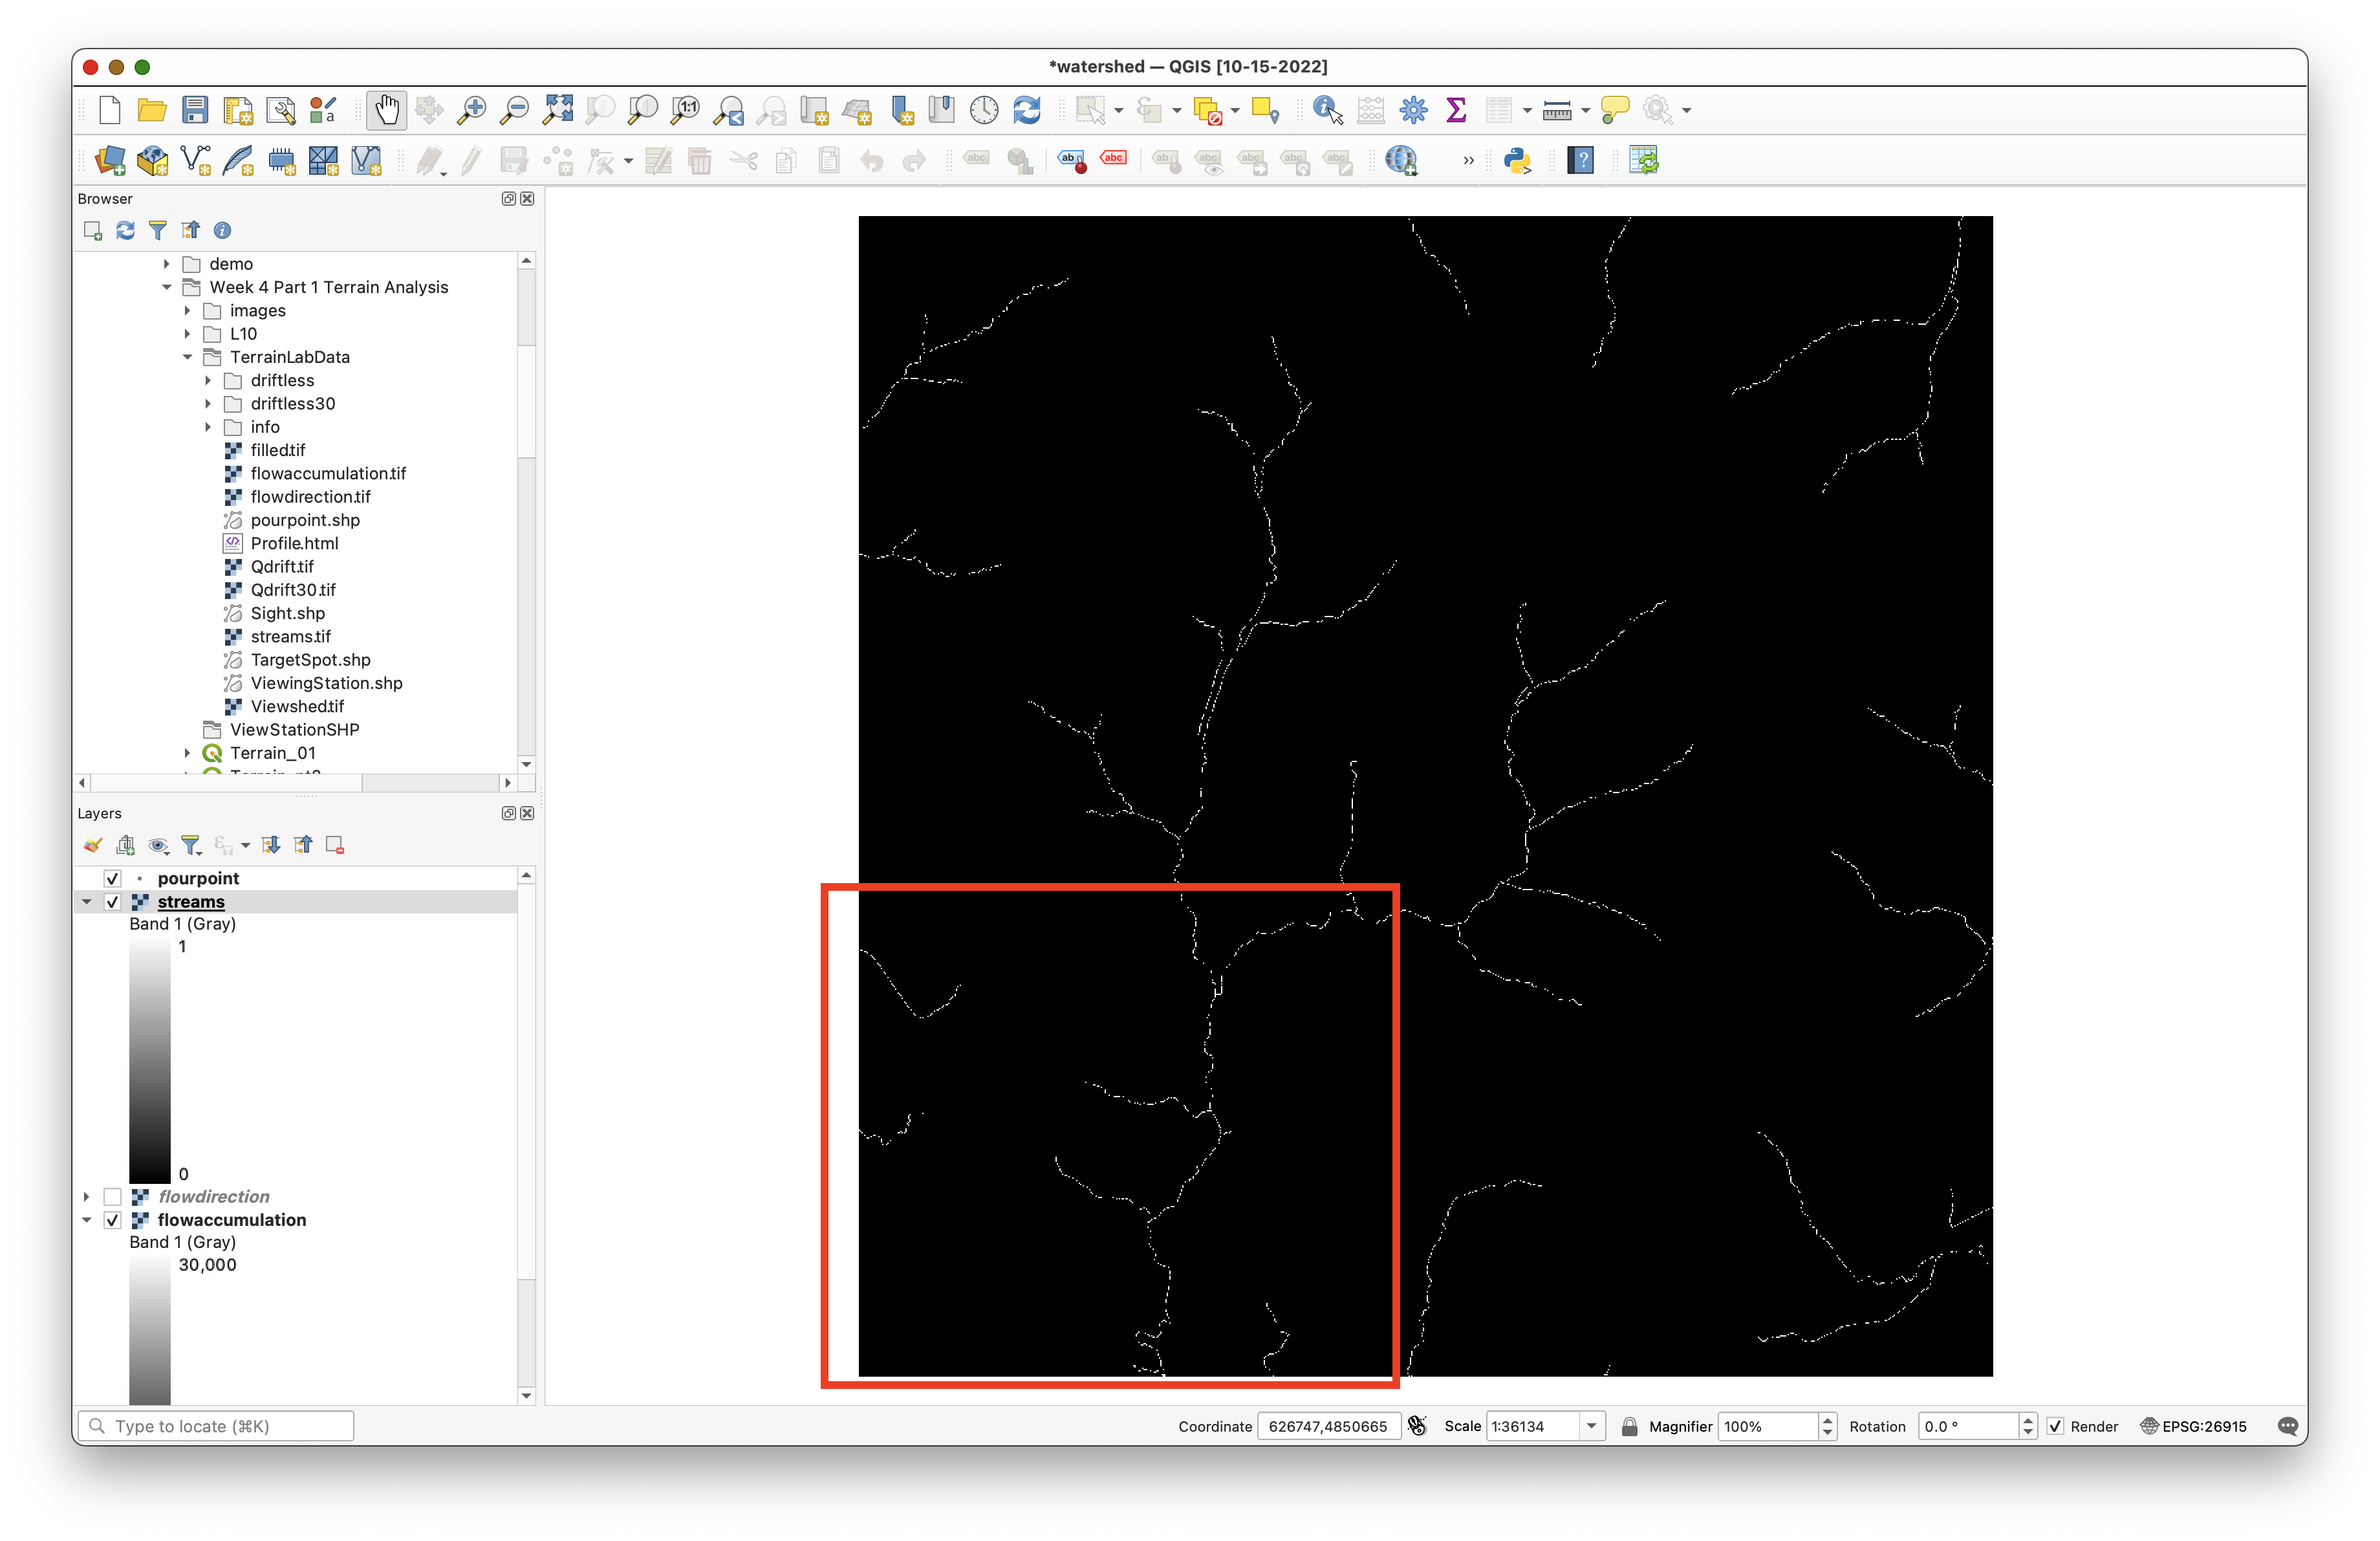 *watershed — QGIS [10-15-2022]
Browser
demo
Week 4 Part 1 Terrain Analysis
images
L10
TerrainLabData
driftless
driftless30
info
filled.tif
flowaccumulation.tif
flowdirection.tif
pourpoint.shp
Profile.html
Qdrift.tif
Qdrift30.tif
Sight.shp
streams.tif
TargetSpot.shp
ViewingStation.shp
Viewshed.tif
ViewStationSHP
Terrain_01
Layers
pourpoint
streams
Band 1 (Gray)
1
0
flowdirection
flowaccumulation
Band 1 (Gray)
30,000
Type to locate (⌘K)
Coordinate 626747,4850665 Scale 1:36134 Magnifier 100% Rotation 0.0 ° Render EPSG:26915